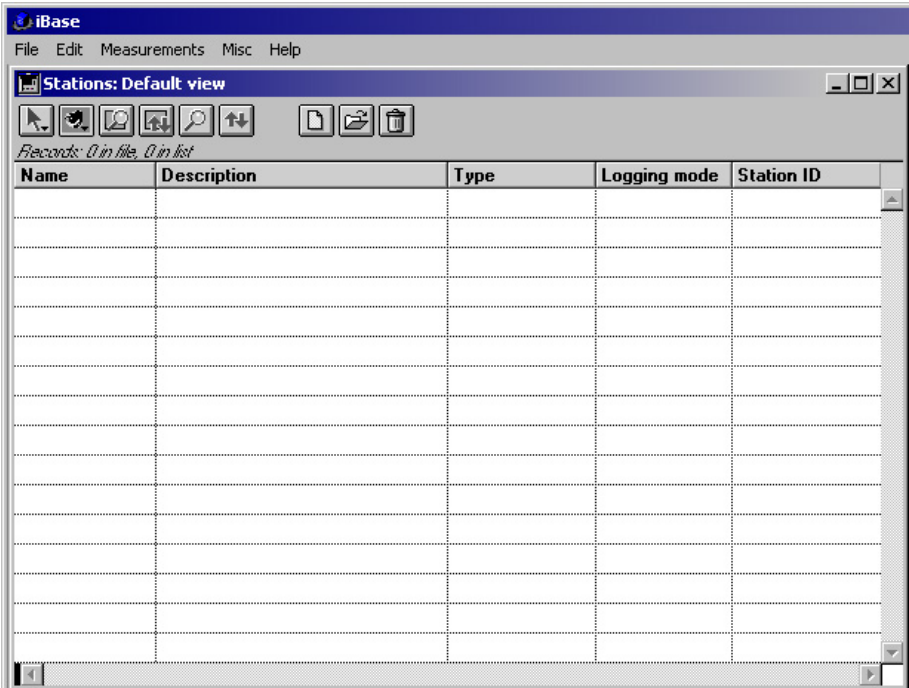 iBase
File Edit Measurements Misc Help
Stations: Default view
Records: 0 in file, 0 in list
Name Description Type Logging mode Station ID